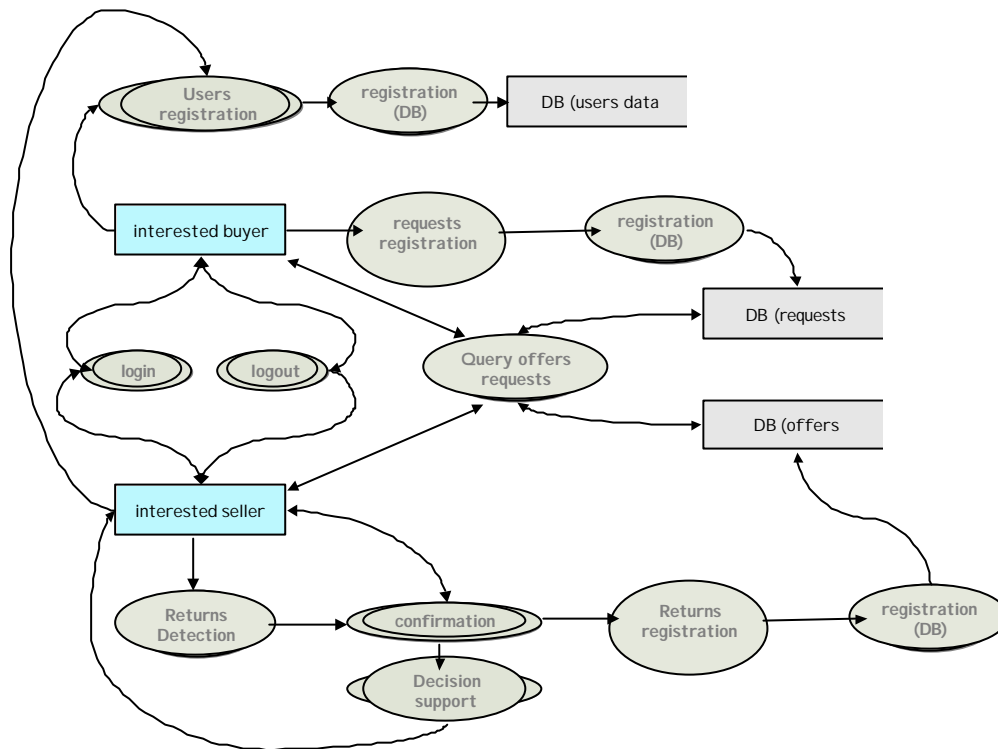 Users
registration
registration
(DB)
DB (users data
interested buyer
requests
registration
registration
(DB)
DB (requests
Query offers
requests
login
logout
DB (offers
interested seller
Returns
Detection
confirmation
Returns
registration
registration
(DB)
Decision
support